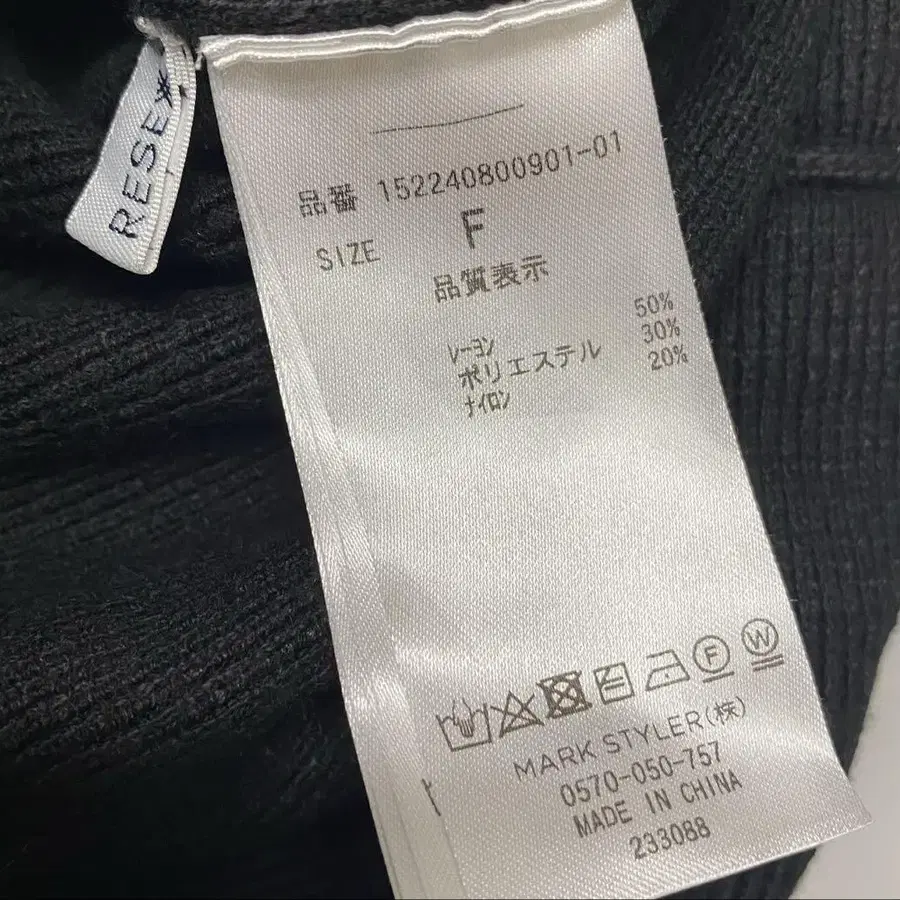 RESEX
品番 152240800901-01
SIZE F
品質表示
レーヨン 50%
ポリエステル 30%
ナイロン 20%
F W
MARK STYLER(株)
0570-050-757
MADE IN CHINA
233088